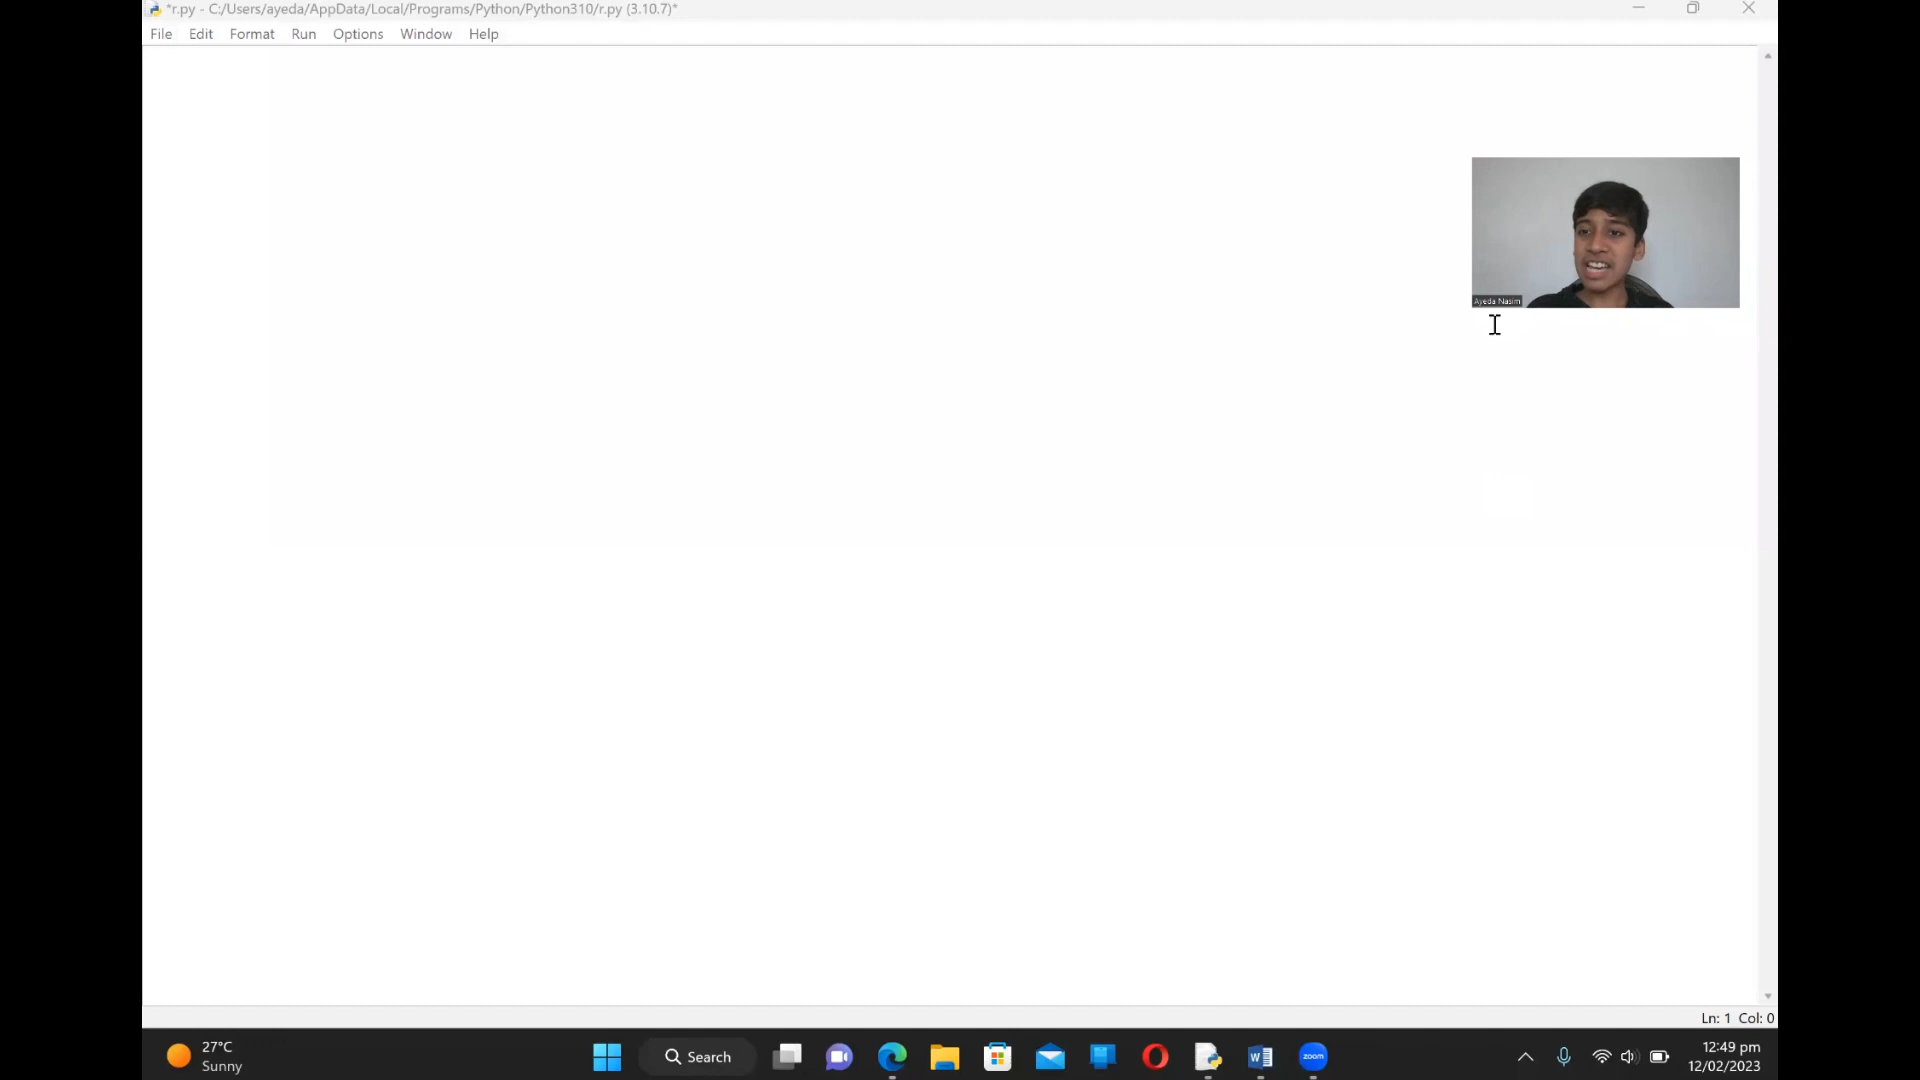 *r.py - C:/Users/ayeda/AppData/Local/Programs/Python/Python310/r.py (3.10.7)*
File Edit Format Run Options Window Help
Ayeda Nasim
Ln: 1 Col: 0
27°C
Sunny
Search
zoom
12:49 pm
12/02/2023